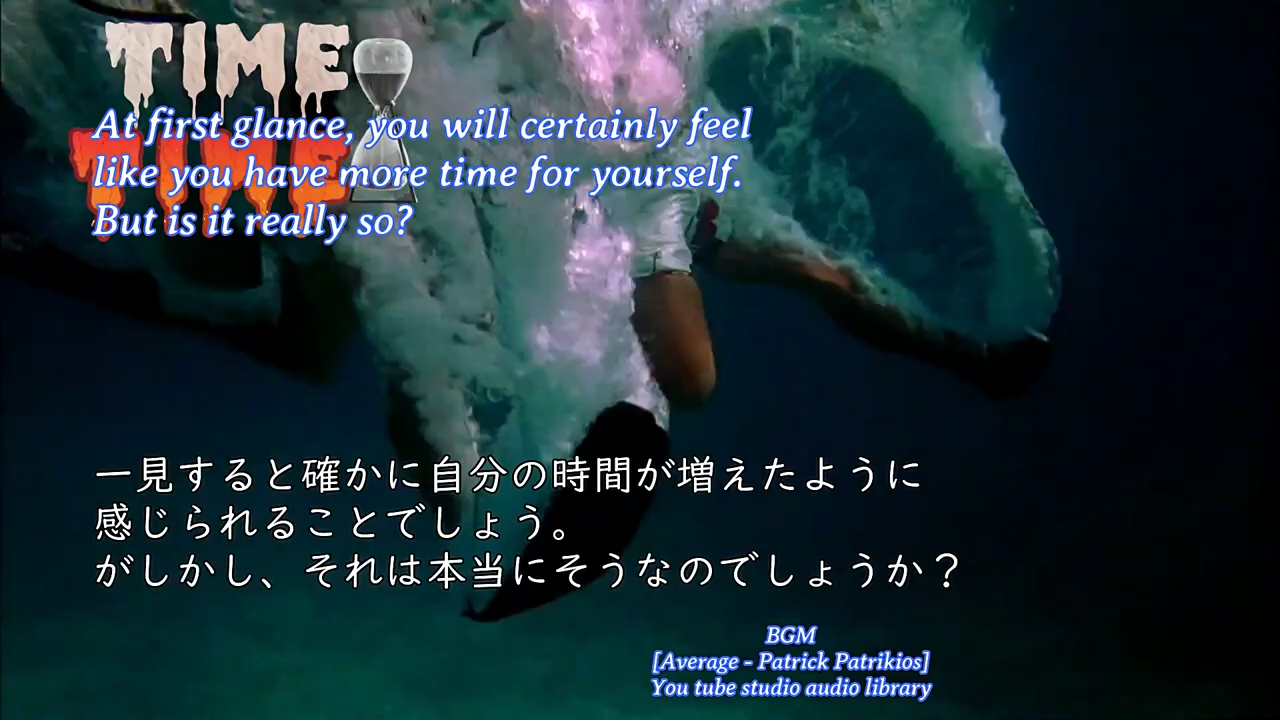 TIME
TIME
At first glance, you will certainly feel
like you have more time for yourself.
But is it really so?
一見すると確かに自分の時間が増えたように
感じられることでしょう。
がしかし、それは本当にそうなのでしょうか？
BGM
[Average - Patrick Patrikios]
You tube studio audio library